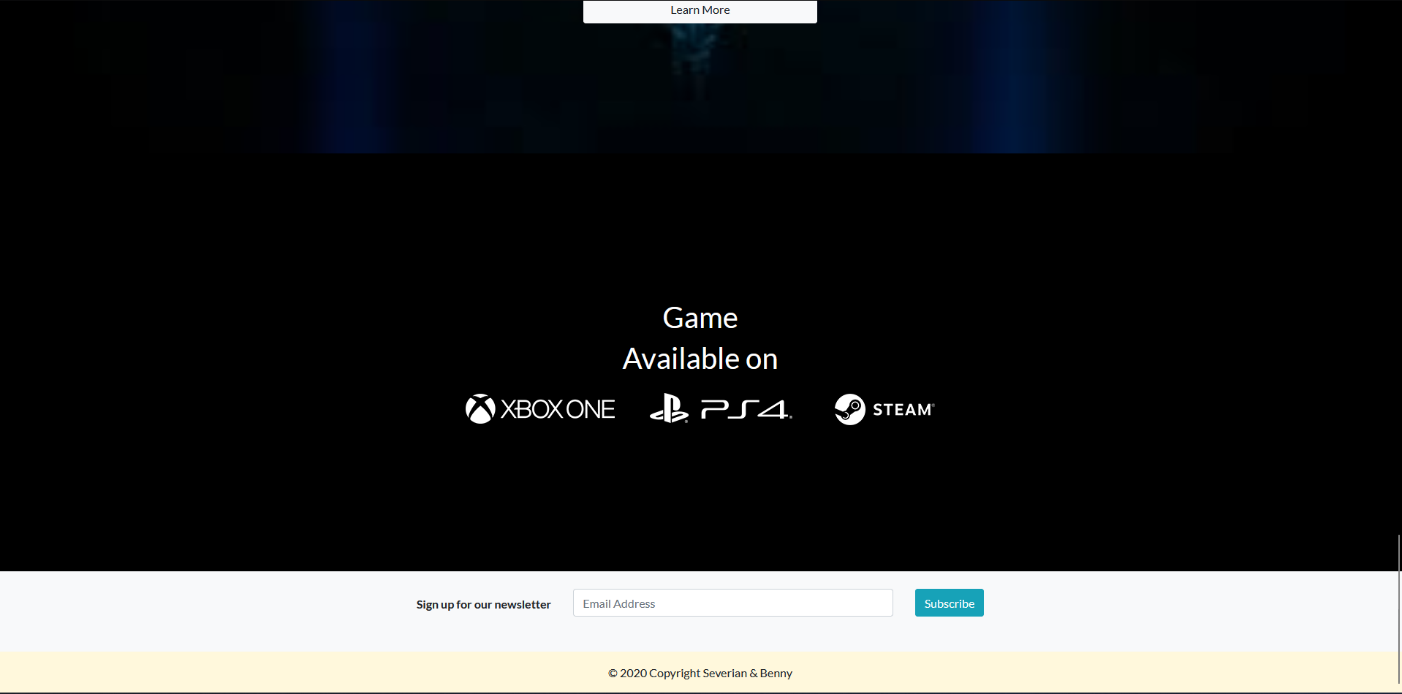 Learn More
Game
Available on
XBOX ONE PS4 STEAM
Sign up for our newsletter Email Address Subscribe
© 2020 Copyright Severian & Benny